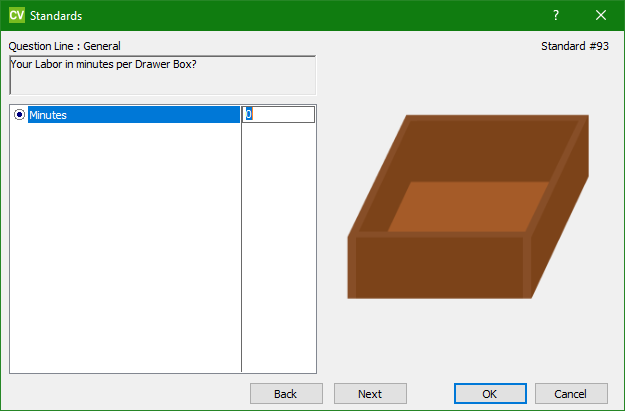 CV Standards ?
Question Line : General Standard #93
Your Labor in minutes per Drawer Box?
Minutes 0
Back Next OK Cancel